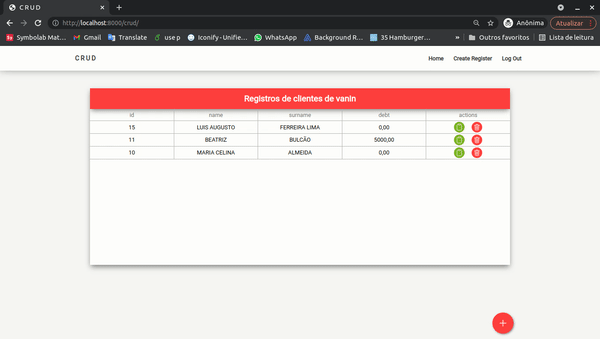 C R U D
http://localhost:8000/crud/
Anônima
Atualizar
Symbolab Mat…
Gmail
Translate
use p
Iconify - Unifie…
WhatsApp
Background R…
35 Hamburger…
»
Outros favoritos
Lista de leitura
C R U D
Home
Create Register
Log Out
Registros de clientes de vanin
id name surname debt actions
15 LUIS AUGUSTO FERREIRA LIMA 0,00
11 BEATRIZ BULCÃO 5000,00
10 MARIA CELINA ALMEIDA 0,00
+